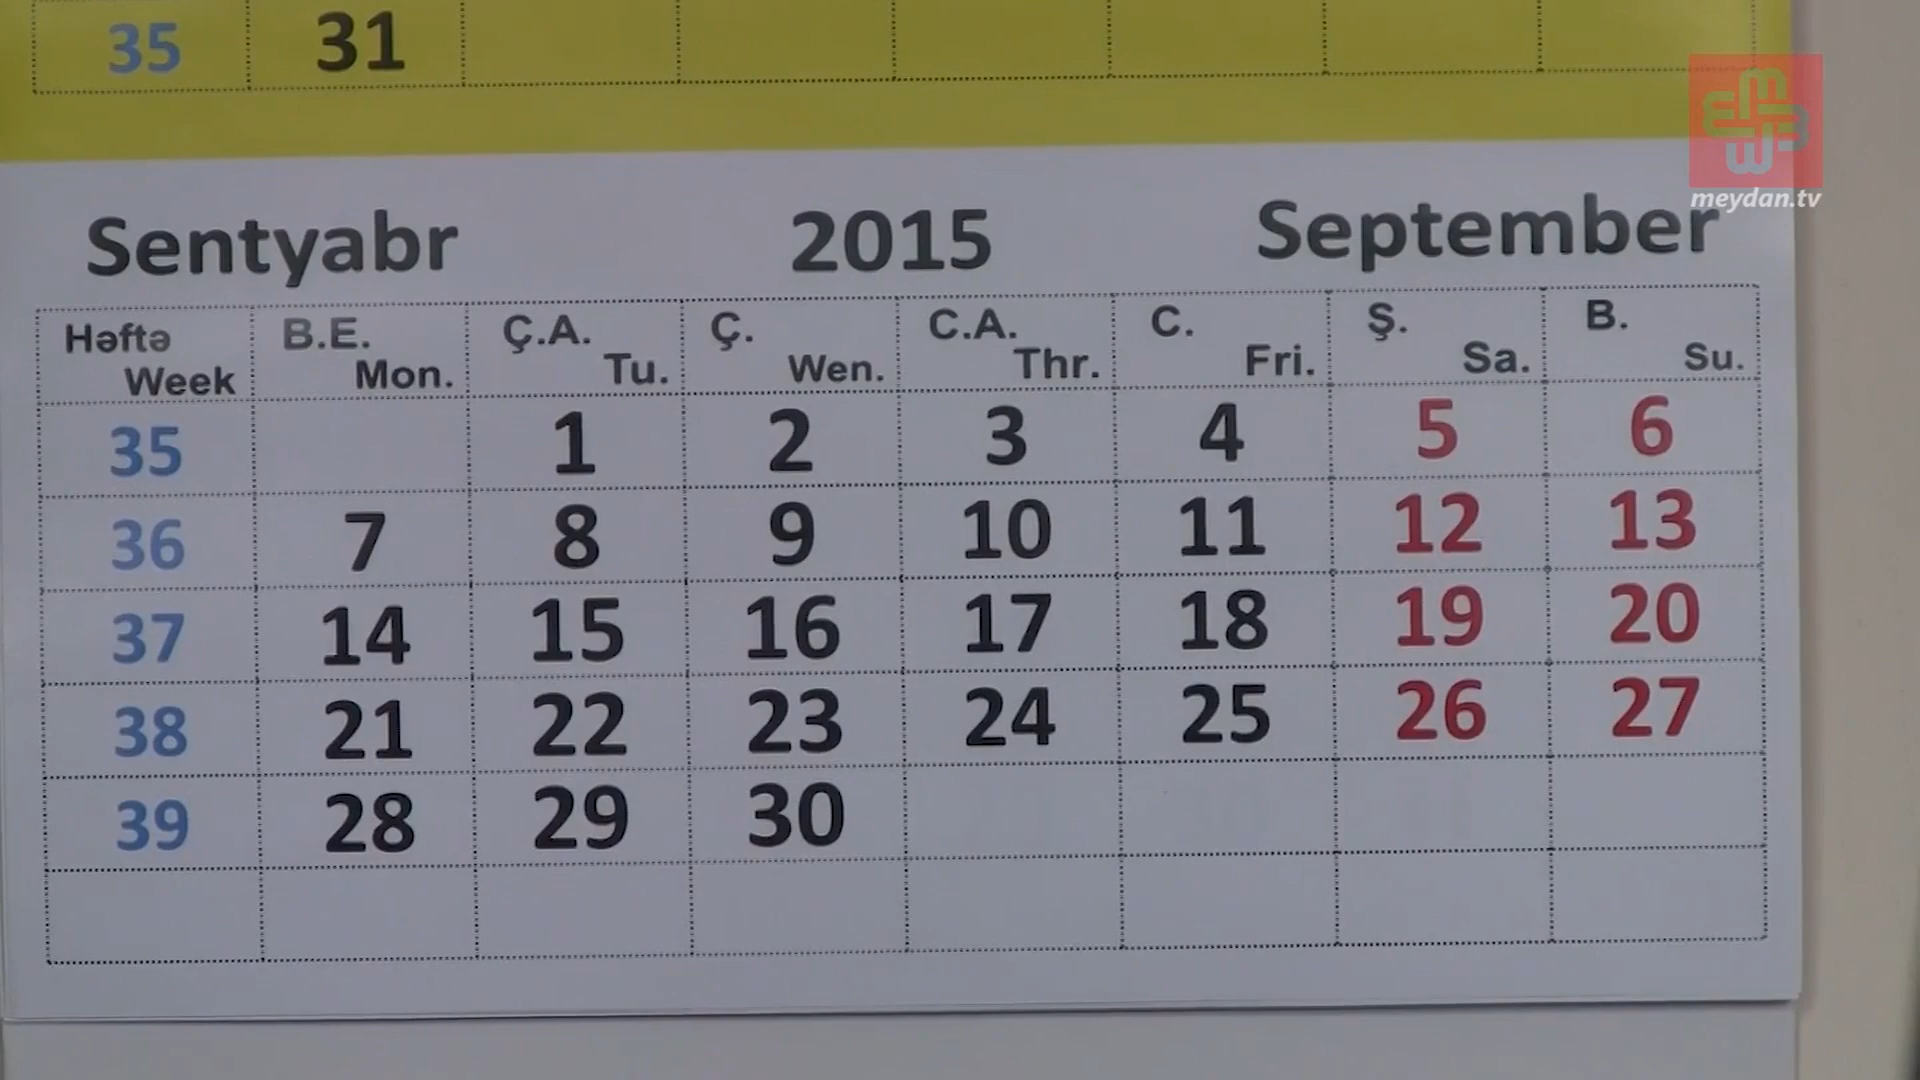 35 31
meydan.tv
Sentyabr 2015 September
Həftə B.E. Ç.A. Ç. C.A. C. Ş. B.
Week Mon. Tu. Wen. Thr. Fri. Sa. Su.
35 1 2 3 4 5 6
36 7 8 9 10 11 12 13
37 14 15 16 17 18 19 20
38 21 22 23 24 25 26 27
39 28 29 30